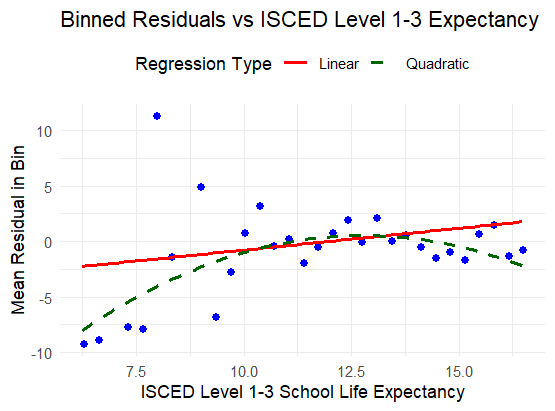 Binned Residuals vs ISCED Level 1-3 Expectancy
Regression Type Linear Quadratic
Mean Residual in Bin
10
5
0
-5
-10
7.5 10.0 12.5 15.0
ISCED Level 1-3 School Life Expectancy